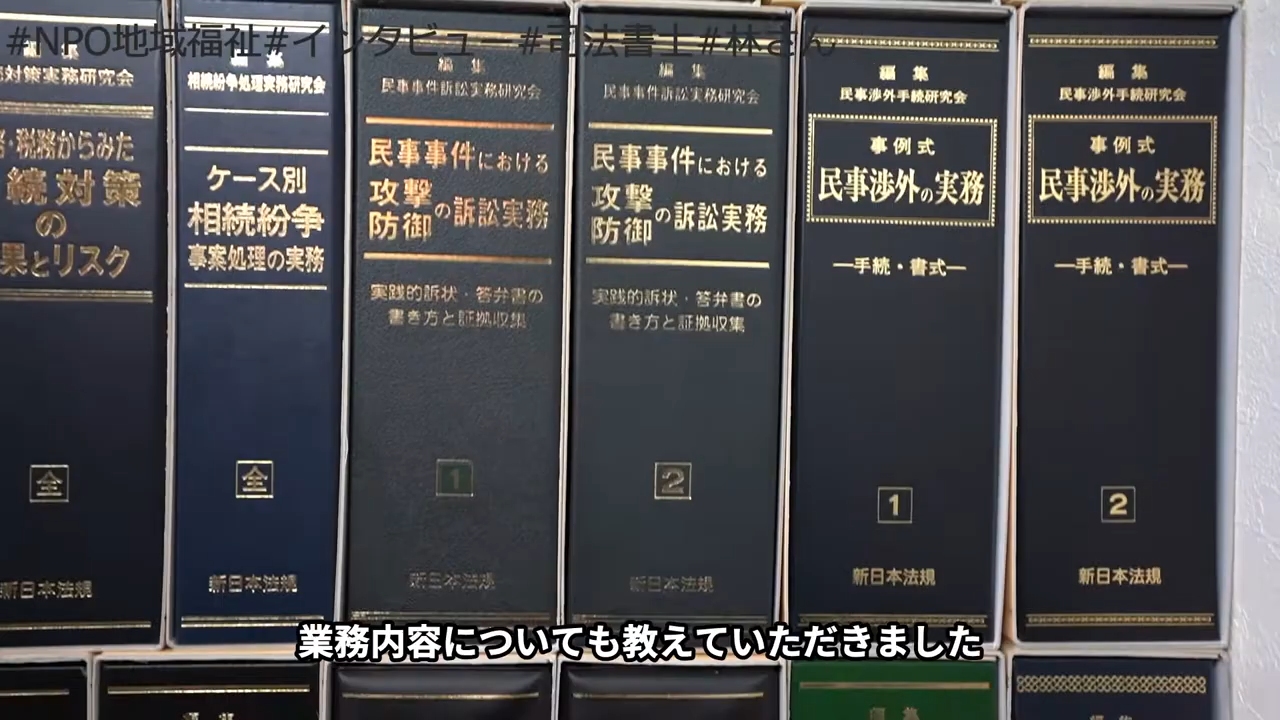 #NPO地域福祉#インタビュー#司法書士#林さん
編 集
対策実務研究会
・税務からみた
続対策
の
果とリスク
全
新日本法規
編 集
相続紛争処理実務研究会
ケース別
相続紛争
事案処理の実務
全
新日本法規
編 集
民事事件訴訟実務研究会
民事事件における
攻撃
防御の訴訟実務
実践的訴状・答弁書の
書き方と証拠収集
1
新日本法規
編 集
民事事件訴訟実務研究会
民事事件における
攻撃
防御の訴訟実務
実践的訴状・答弁書の
書き方と証拠収集
2
新日本法規
編 集
民事渉外手続研究会
事例式
民事渉外の実務
―手続・書式―
1
新日本法規
編 集
民事渉外手続研究会
事例式
民事渉外の実務
―手続・書式―
2
新日本法規
業務内容についても教えていただきました
編 集